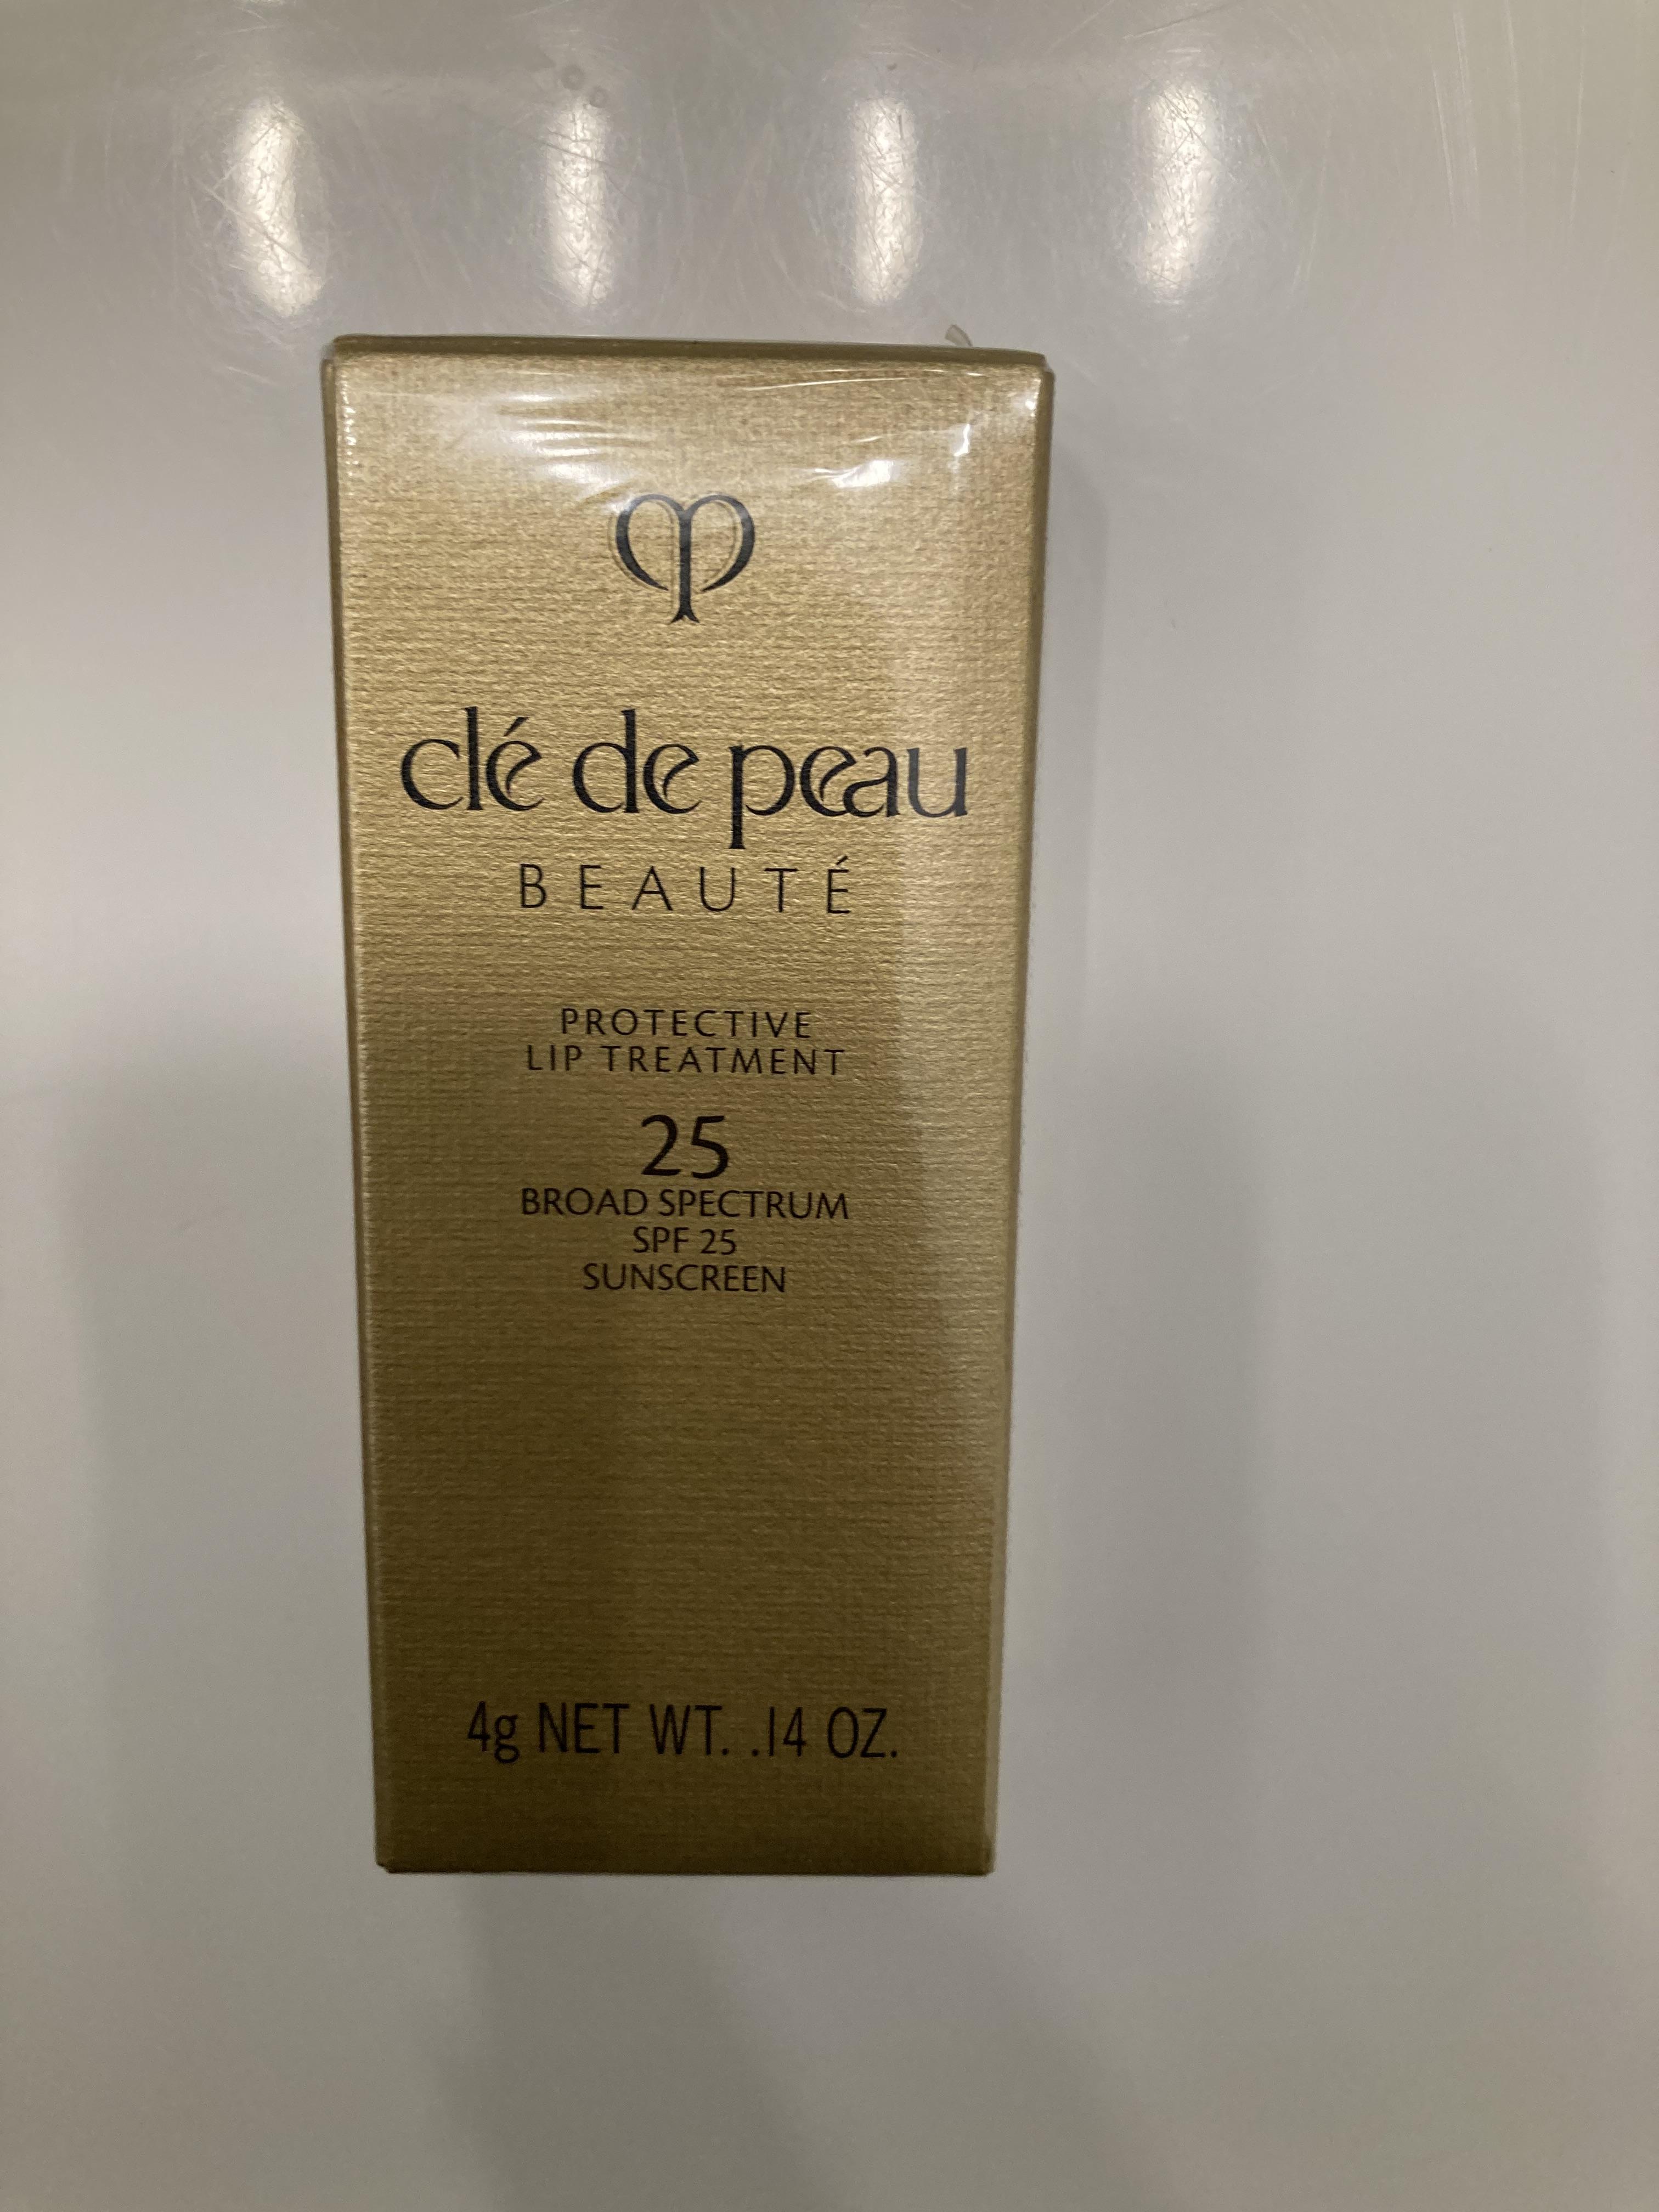 clé de peau
BEAUTÉ
PROTECTIVE
LIP TREATMENT
25
BROAD SPECTRUM
SPF 25
SUNSCREEN
4g NET WT. .14 OZ.